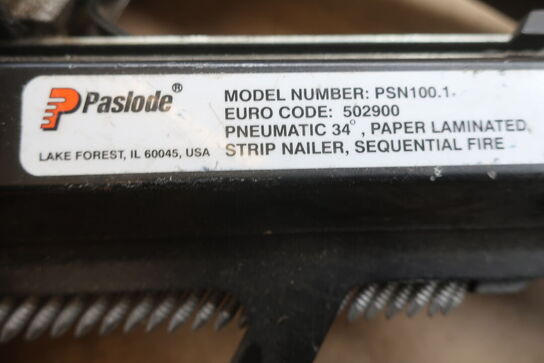 Paslode®
LAKE FOREST, IL 60045, USA
MODEL NUMBER: PSN100.1
EURO CODE: 502900
PNEUMATIC 34°, PAPER LAMINATED,
STRIP NAILER, SEQUENTIAL FIRE